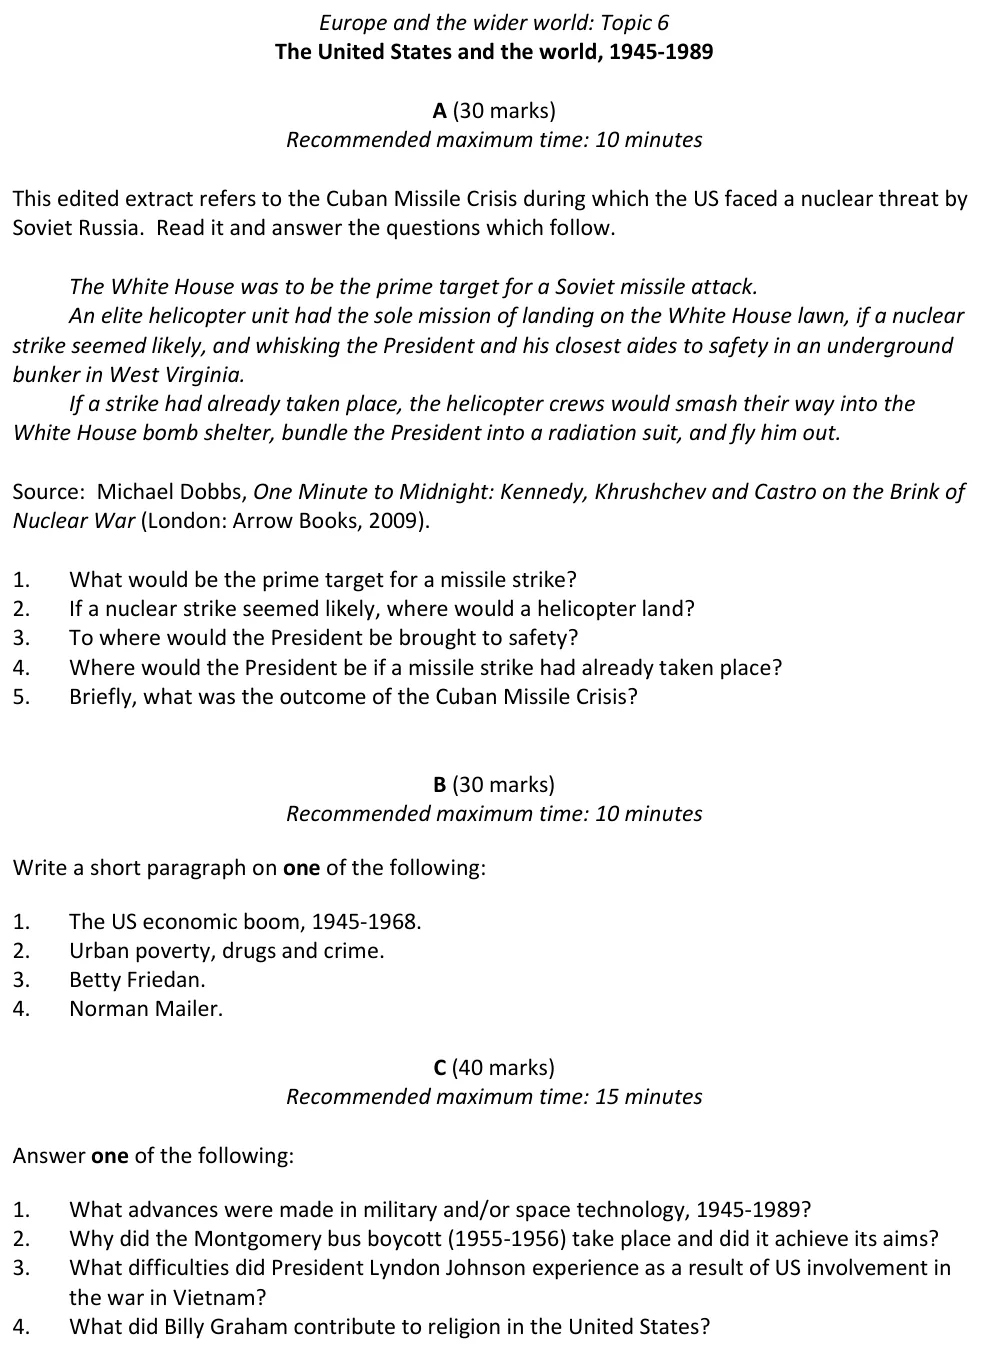 Europe and the wider world: Topic 6
The United States and the world, 1945-1989
A (30 marks)
Recommended maximum time: 10 minutes
This edited extract refers to the Cuban Missile Crisis during which the US faced a nuclear threat by
Soviet Russia.  Read it and answer the questions which follow.
The White House was to be the prime target for a Soviet missile attack.
An elite helicopter unit had the sole mission of landing on the White House lawn, if a nuclear
strike seemed likely, and whisking the President and his closest aides to safety in an underground
bunker in West Virginia.
If a strike had already taken place, the helicopter crews would smash their way into the
White House bomb shelter, bundle the President into a radiation suit, and fly him out.
Source:  Michael Dobbs, One Minute to Midnight: Kennedy, Khrushchev and Castro on the Brink of
Nuclear War (London: Arrow Books, 2009).
1. What would be the prime target for a missile strike?
2. If a nuclear strike seemed likely, where would a helicopter land?
3. To where would the President be brought to safety?
4. Where would the President be if a missile strike had already taken place?
5. Briefly, what was the outcome of the Cuban Missile Crisis?
B (30 marks)
Recommended maximum time: 10 minutes
Write a short paragraph on one of the following:
1. The US economic boom, 1945-1968.
2. Urban poverty, drugs and crime.
3. Betty Friedan.
4. Norman Mailer.
C (40 marks)
Recommended maximum time: 15 minutes
Answer one of the following:
1. What advances were made in military and/or space technology, 1945-1989?
2. Why did the Montgomery bus boycott (1955-1956) take place and did it achieve its aims?
3. What difficulties did President Lyndon Johnson experience as a result of US involvement in
the war in Vietnam?
4. What did Billy Graham contribute to religion in the United States?